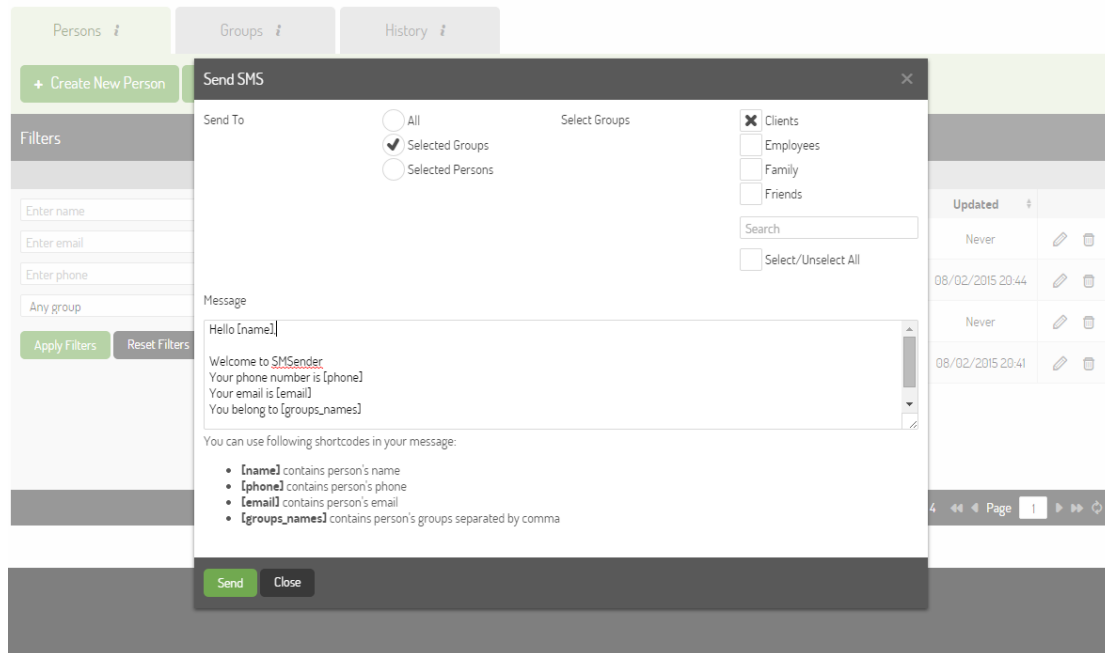 Persons i
Groups i
History i
+ Create New Person
Send SMS
Filters
Enter name
Enter email
Enter phone
Any group
Apply Filters
Reset Filters
Send To
All
Selected Groups
Selected Persons
Select Groups
Clients
Employees
Family
Friends
Search
Select/Unselect All
Message
Hello [name],
Welcome to SMSender
Your phone number is [phone]
Your email is [email]
You belong to [groups_names]
You can use following shortcodes in your message:
[name] contains person's name
[phone] contains person's phone
[email] contains person's email
[groups_names] contains person's groups separated by comma
Send
Close
Updated
Never
08/02/2015 20:44
Never
08/02/2015 20:41
4 Page 1